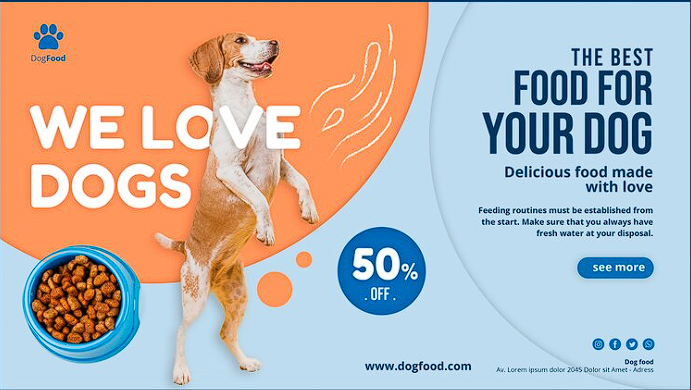 DogFood
WE LOVE
DOGS
50%
. OFF .
www.dogfood.com
THE BEST
FOOD FOR
YOUR DOG
Delicious food made
with love
Feeding routines must be established from
the start. Make sure that you always have
fresh water at your disposal.
see more
Dog food
Av. Lorem ipsum dolor 2045 Dolor sit Amet - Adress